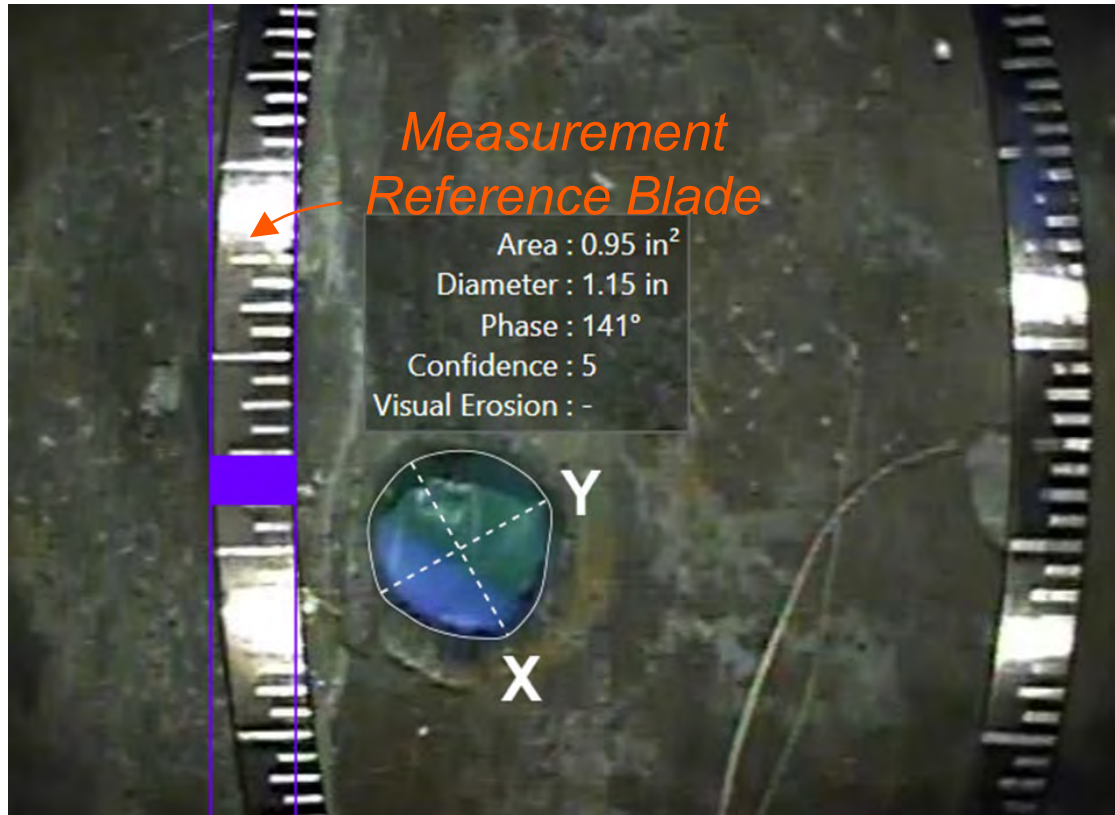 Measurement
Reference Blade
Area : 0.95 in²
Diameter : 1.15 in
Phase : 141°
Confidence : 5
Visual Erosion : -
Y
X